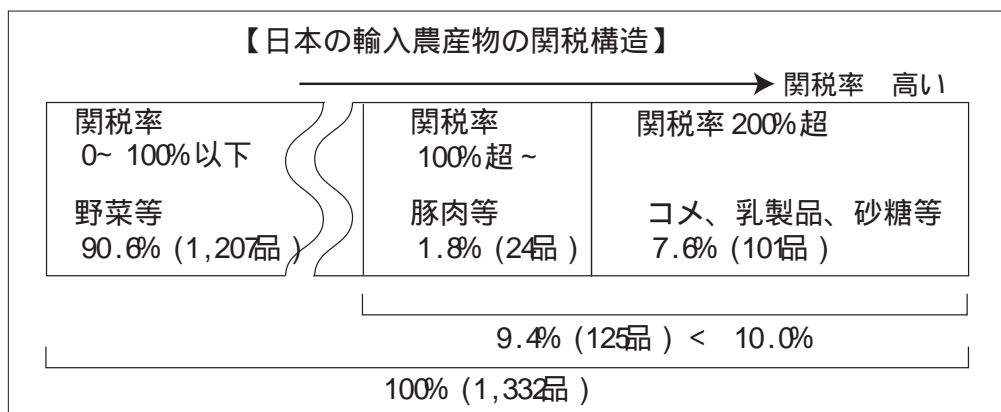 【日本の輸入農産物の関税構造】
関税率　高い
関税率
0~ 100%以下
野菜等
90.6% (1,207品)
関税率
100%超 ~
豚肉等
1.8% (24品)
関税率 200%超
コメ、乳製品、砂糖等
7.6% (101品)
9.4% (125品) < 10.0%
100% (1,332品)